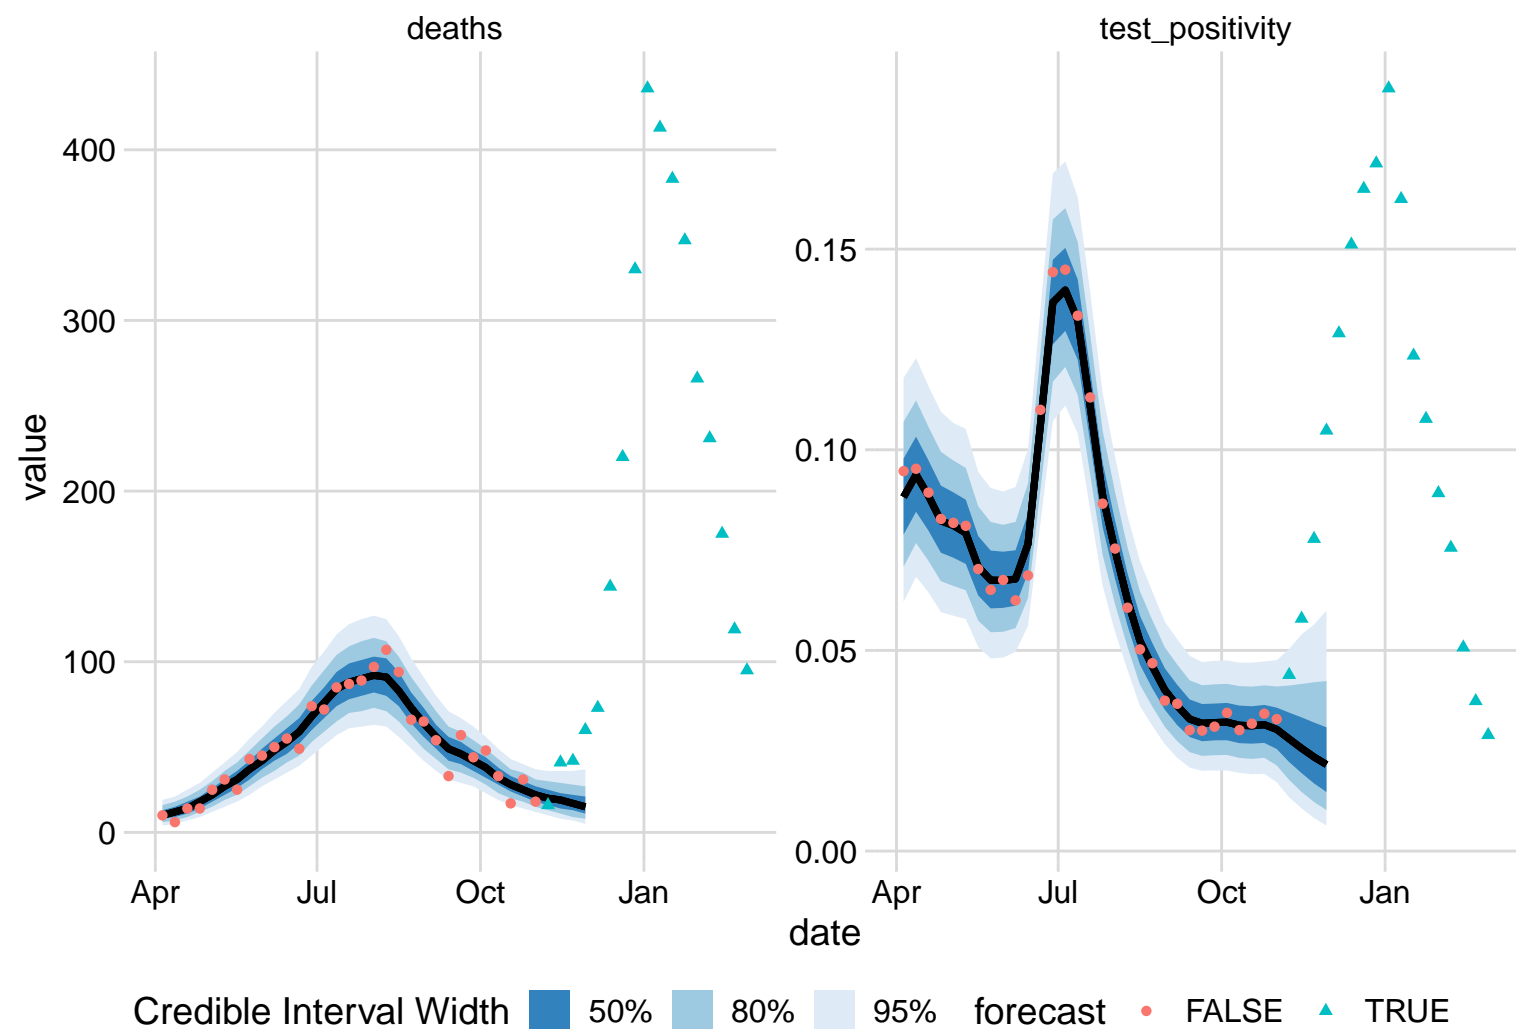 deaths
test_positivity
value
400
300
200
100
0
0.15
0.10
0.05
0.00
Apr Jul Oct Jan
Apr Jul Oct Jan
date
Credible Interval Width 50% 80% 95% forecast FALSE TRUE